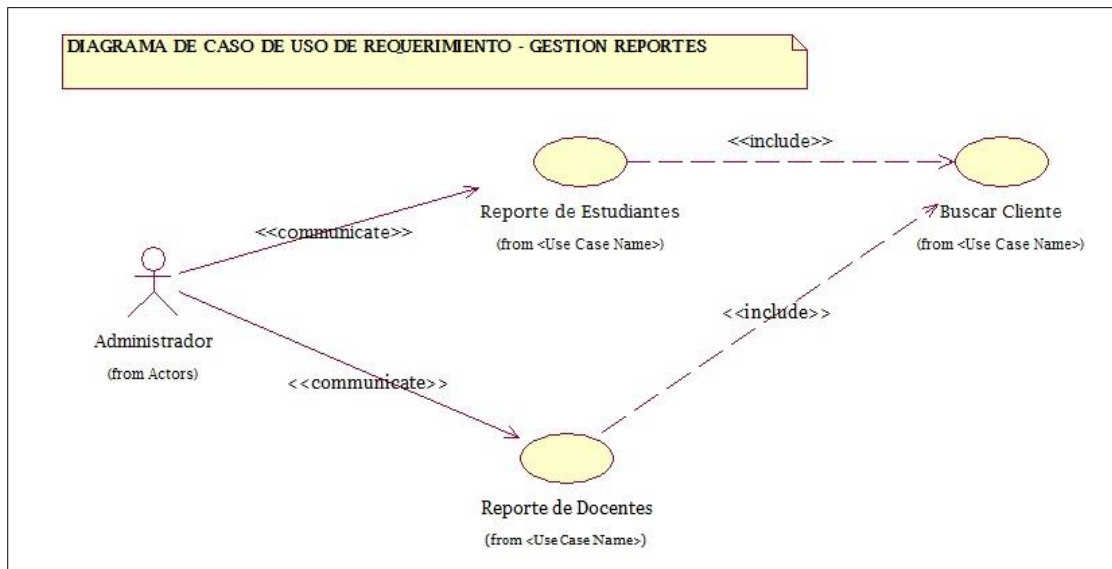 DIAGRAMA DE CASO DE USO DE REQUERIMIENTO - GESTION REPORTES
<<include>>
Reporte de Estudiantes
(from <Use Case Name>)
Buscar Cliente
(from <Use Case Name>)
<<communicate>>
<<include>>
Administrador
(from Actors)
<<communicate>>
Reporte de Docentes
(from <Use Case Name>)